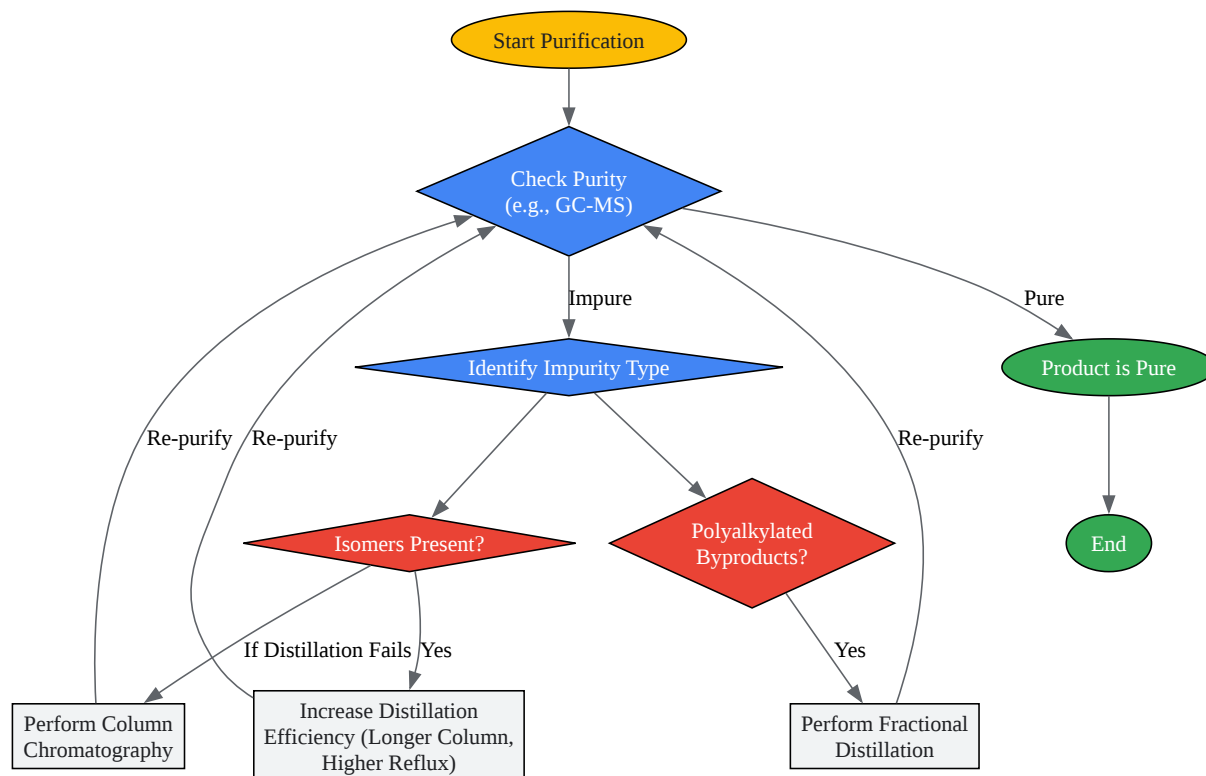 Start Purification
Check Purity
(e.g., GC-MS)
Impure
Pure
Identify Impurity Type
Product is Pure
Re-purify
Re-purify
Re-purify
Isomers Present?
Polyalkylated
Byproducts?
End
If Distillation Fails
Yes
Yes
Perform Column
Chromatography
Increase Distillation
Efficiency (Longer Column,
Higher Reflux)
Perform Fractional
Distillation